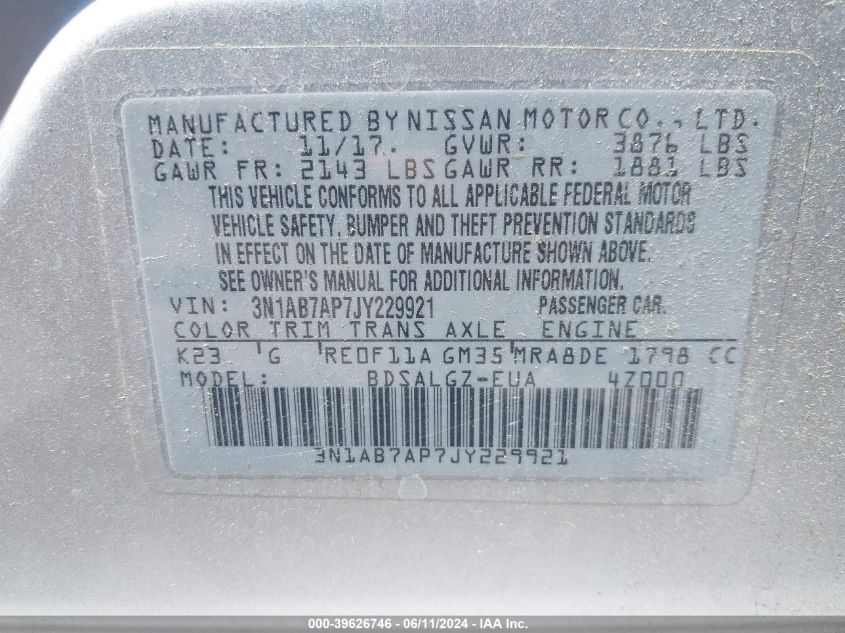 MANUFACTURED BY NISSAN MOTOR CO., LTD.
DATE: 11/17. GVWR: 3876 LBS
GAWR FR: 2143 LBS GAWR RR: 1881 LBS
THIS VEHICLE CONFORMS TO ALL APPLICABLE FEDERAL MOTOR
VEHICLE SAFETY, BUMPER AND THEFT PREVENTION STANDARDS
IN EFFECT ON THE DATE OF MANUFACTURE SHOWN ABOVE.
SEE OWNER'S MANUAL FOR ADDITIONAL INFORMATION.
VIN: 3N1AB7AP7JY229921 PASSENGER CAR.
COLOR TRIM TRANS AXLE ENGINE
K23 G RE0F11A GM35 MRA8DE 1798 CC
MODEL: BDSALGZ-EUA 4Z000
3N1AB7AP7JY229921
000-39626746 - 06/11/2024 - IAA Inc.